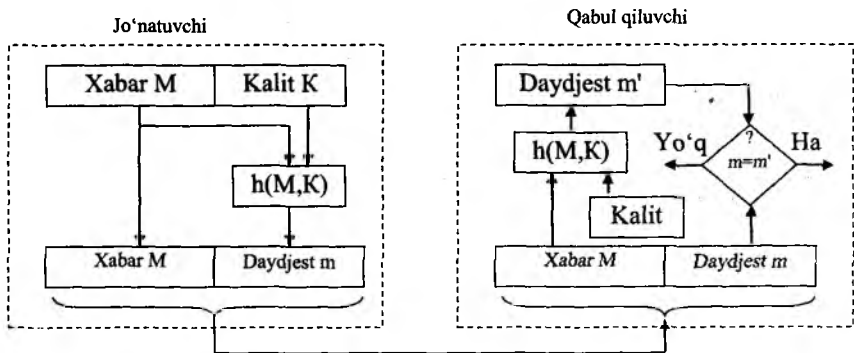 Jo‘natuvchi
Xabar M
Kalit K
h(M,K)
Xabar M
Daydjest m
Qabul qiluvchi
Daydjest m'
h(M,K)
Kalit
Yo‘q
?
m=m'
Ha
Xabar M
Daydjest m